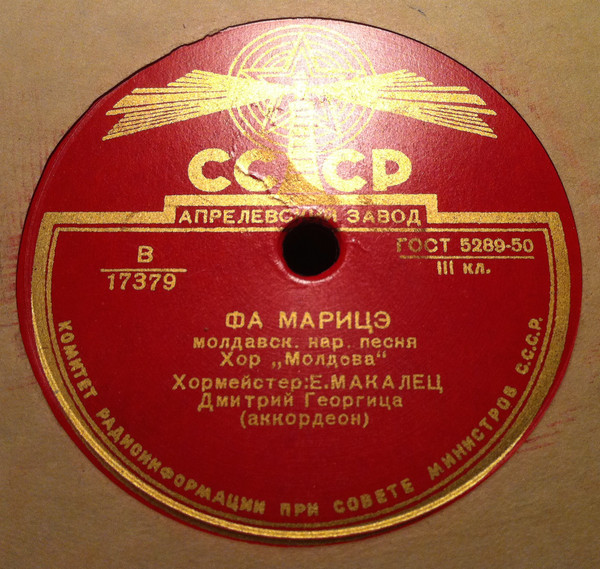 СССР
АПРЕЛЕВСКИЙ ЗАВОД
В
17379
ГОСТ 5289-50
III кл.
ФА МАРИЦЭ
молдавск. нар. песня
Хор „Молдова"
Хормейстер: Е. МАКАЛЕЦ
Дмитрий Георгица
(аккордеон)
КОМИТЕТ РАДИОИНФОРМАЦИИ ПРИ СОВЕТЕ МИНИСТРОВ С.С.С.Р.